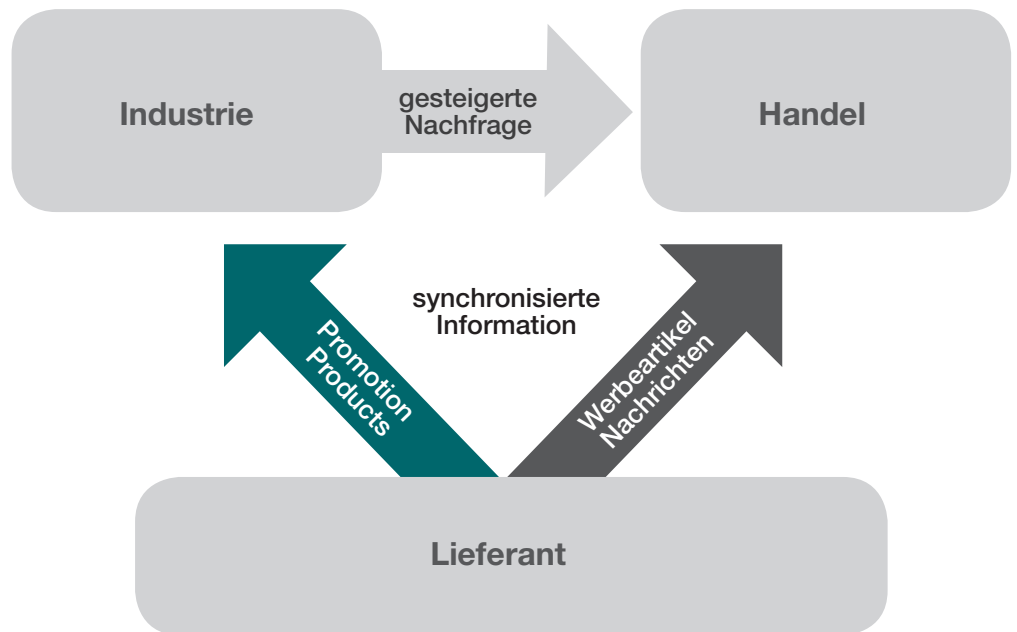 Industrie
gesteigerte
Nachfrage
Handel
synchronisierte
Information
Promotion
Products
Werbeartikel
Nachrichten
Lieferant